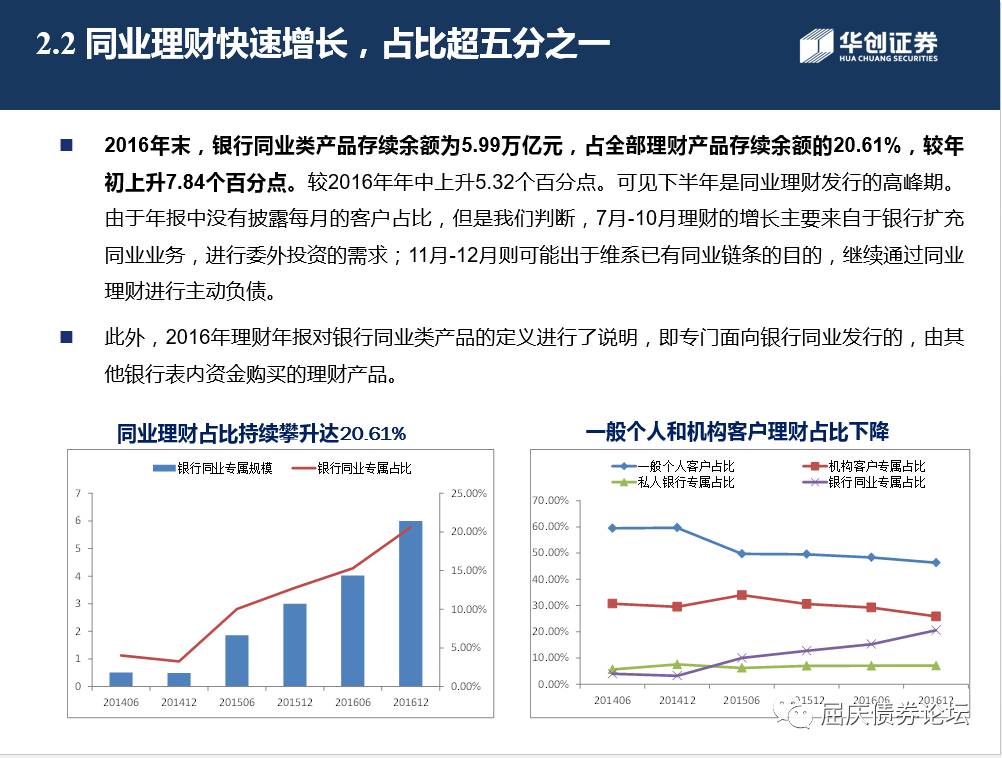 2.2 同业理财快速增长，占比超五分之一
华创证券
HUA CHUANG SECURITIES
2016年末，银行同业类产品存续余额为5.99万亿元，占全部理财产品存续余额的20.61%，较年
初上升7.84个百分点。较2016年年中上升5.32个百分点。可见下半年是同业理财发行的高峰期。
由于年报中没有披露每月的客户占比，但是我们判断，7月-10月理财的增长主要来自于银行扩充
同业业务，进行委外投资的需求；11月-12月则可能出于维系已有同业链条的目的，继续通过同业
理财进行主动负债。
此外，2016年理财年报对银行同业类产品的定义进行了说明，即专门面向银行同业发行的，由其
他银行表内资金购买的理财产品。
同业理财占比持续攀升达20.61%
银行同业专属规模 银行同业专属占比
7
6
5
4
3
2
1
0
25.00%
20.00%
15.00%
10.00%
5.00%
0.00%
201406 201412 201506 201512 201606 201612
一般个人和机构客户理财占比下降
一般个人客户占比 机构客户专属占比
私人银行专属占比 银行同业专属占比
70.00%
60.00%
50.00%
40.00%
30.00%
20.00%
10.00%
0.00%
201406 201412 201506 201512 201606 201612
屈庆债券论坛